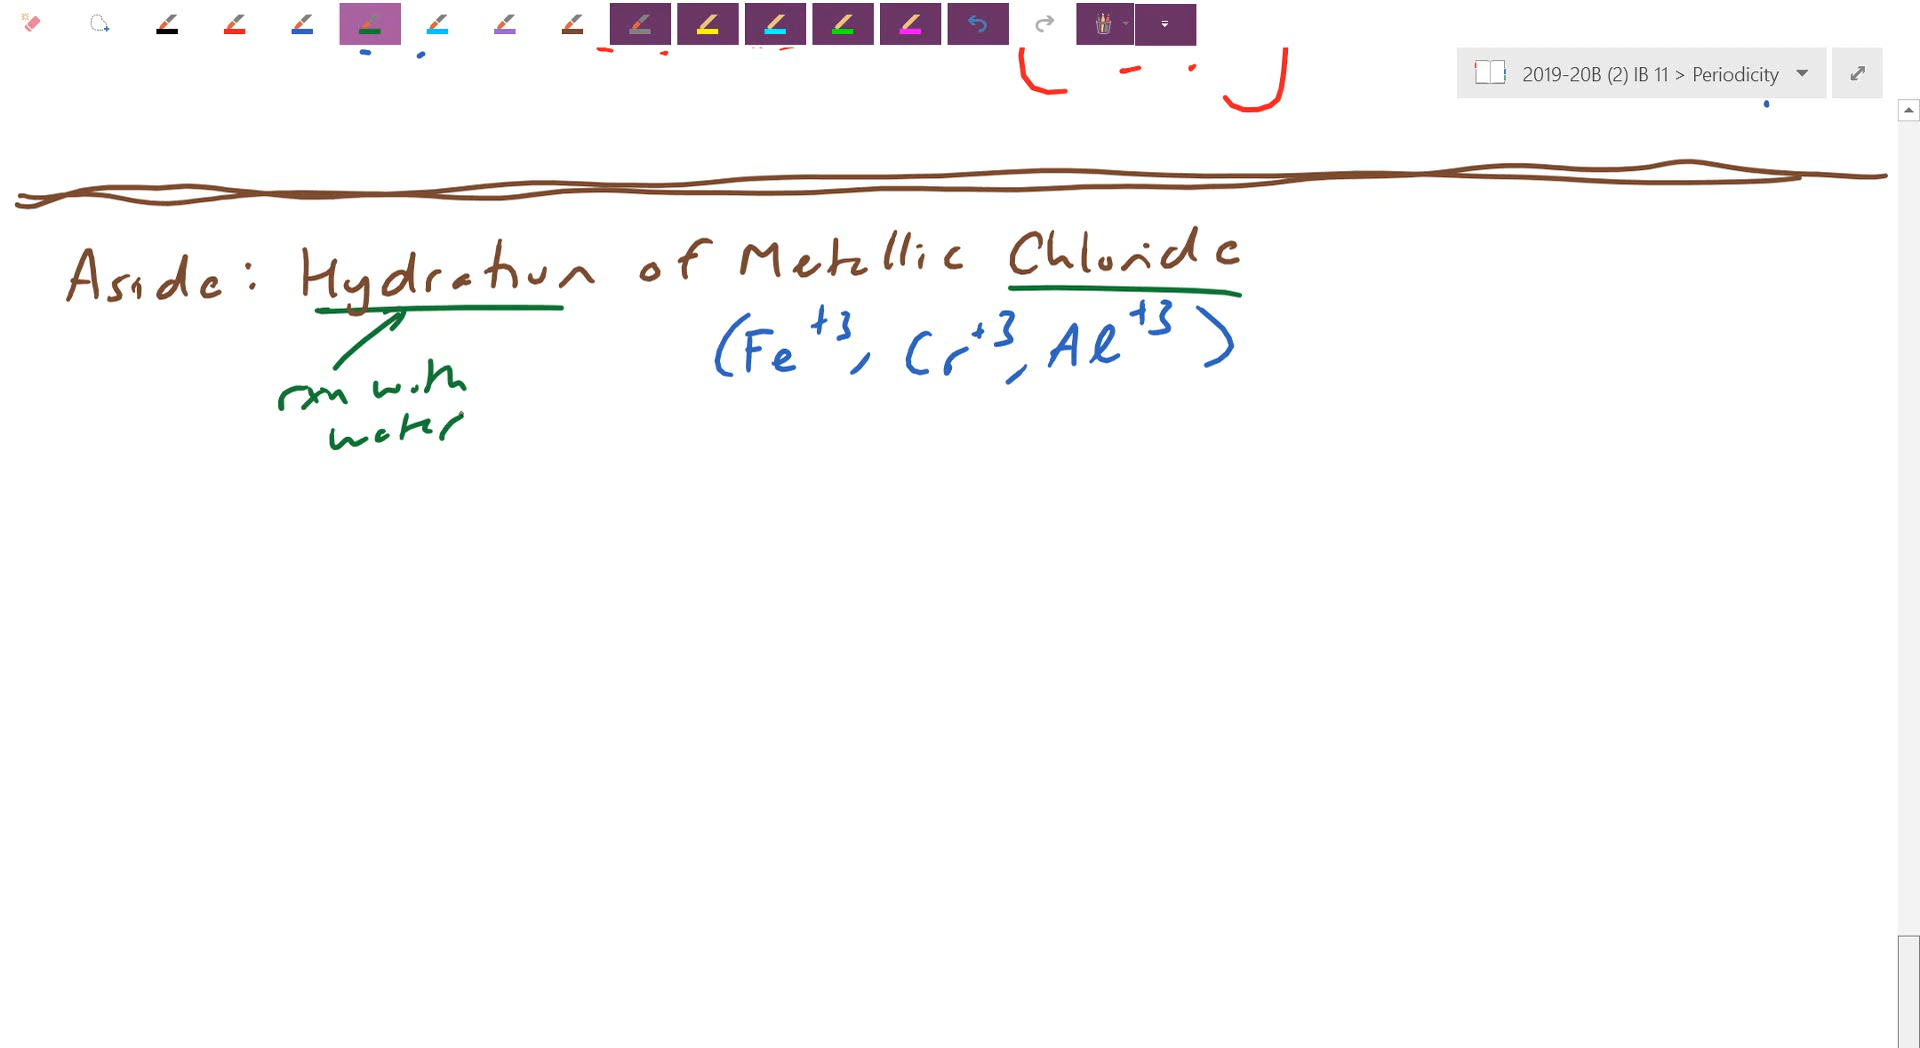 2019-20B (2) IB 11 > Periodicity
Aside: Hydration of Metallic Chloride
(Fe⁺³, Cr⁺³, Al⁺³)
rxn with
water